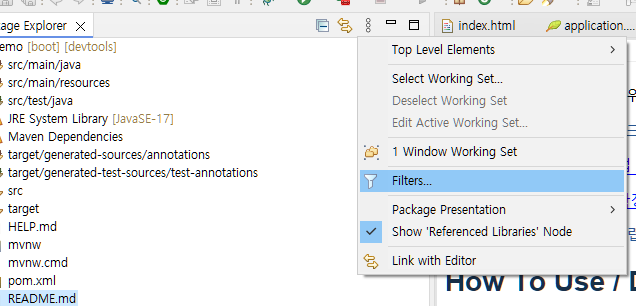 kage Explorer
index.html
application....
emo [boot] [devtools]
src/main/java
src/main/resources
src/test/java
JRE System Library [JavaSE-17]
Maven Dependencies
target/generated-sources/annotations
target/generated-test-sources/test-annotations
src
target
HELP.md
mvnw
mvnw.cmd
pom.xml
README.md
Top Level Elements
Select Working Set...
Deselect Working Set
Edit Active Working Set...
1 Window Working Set
Filters...
Package Presentation
Show 'Referenced Libraries' Node
Link with Editor
How To Use /